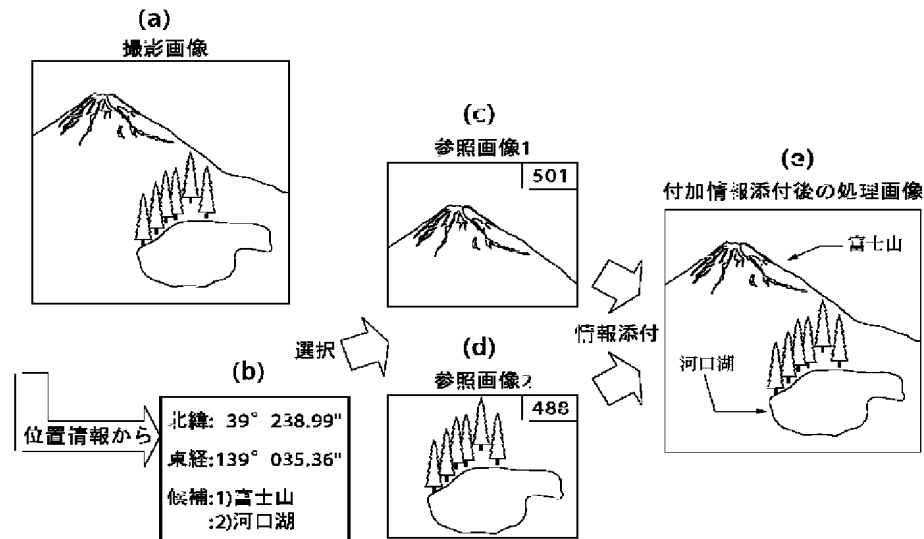 (a)
撮影画像
(c)
参照画像1
501
(e)
付加情報添付後の処理画像
富士山
河口湖
選択
情報添付
(d)
参照画像2
488
(b)
位置情報から
北緯: 39° 238.99"
東経:139° 035.36"
候補:1)富士山
:2)河口湖